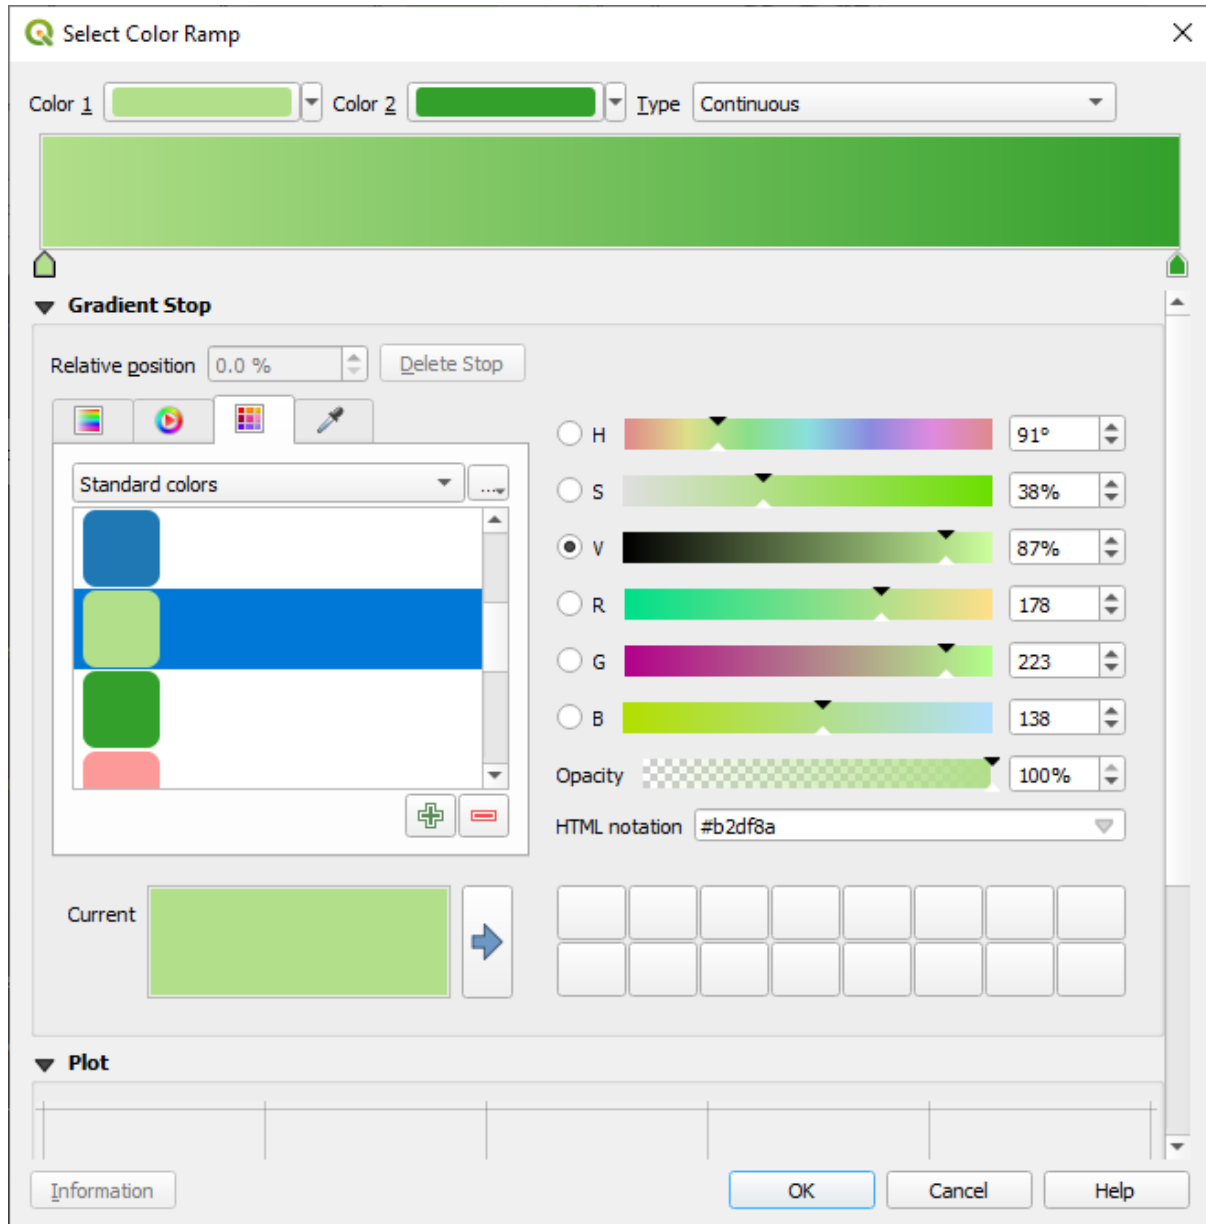 Select Color Ramp
Color 1 Color 2 Type Continuous
Gradient Stop
Relative position 0.0 % Delete Stop
Standard colors ...
H 91°
S 38%
V 87%
R 178
G 223
B 138
Opacity 100%
HTML notation #b2df8a
Current
Plot
Information OK Cancel Help